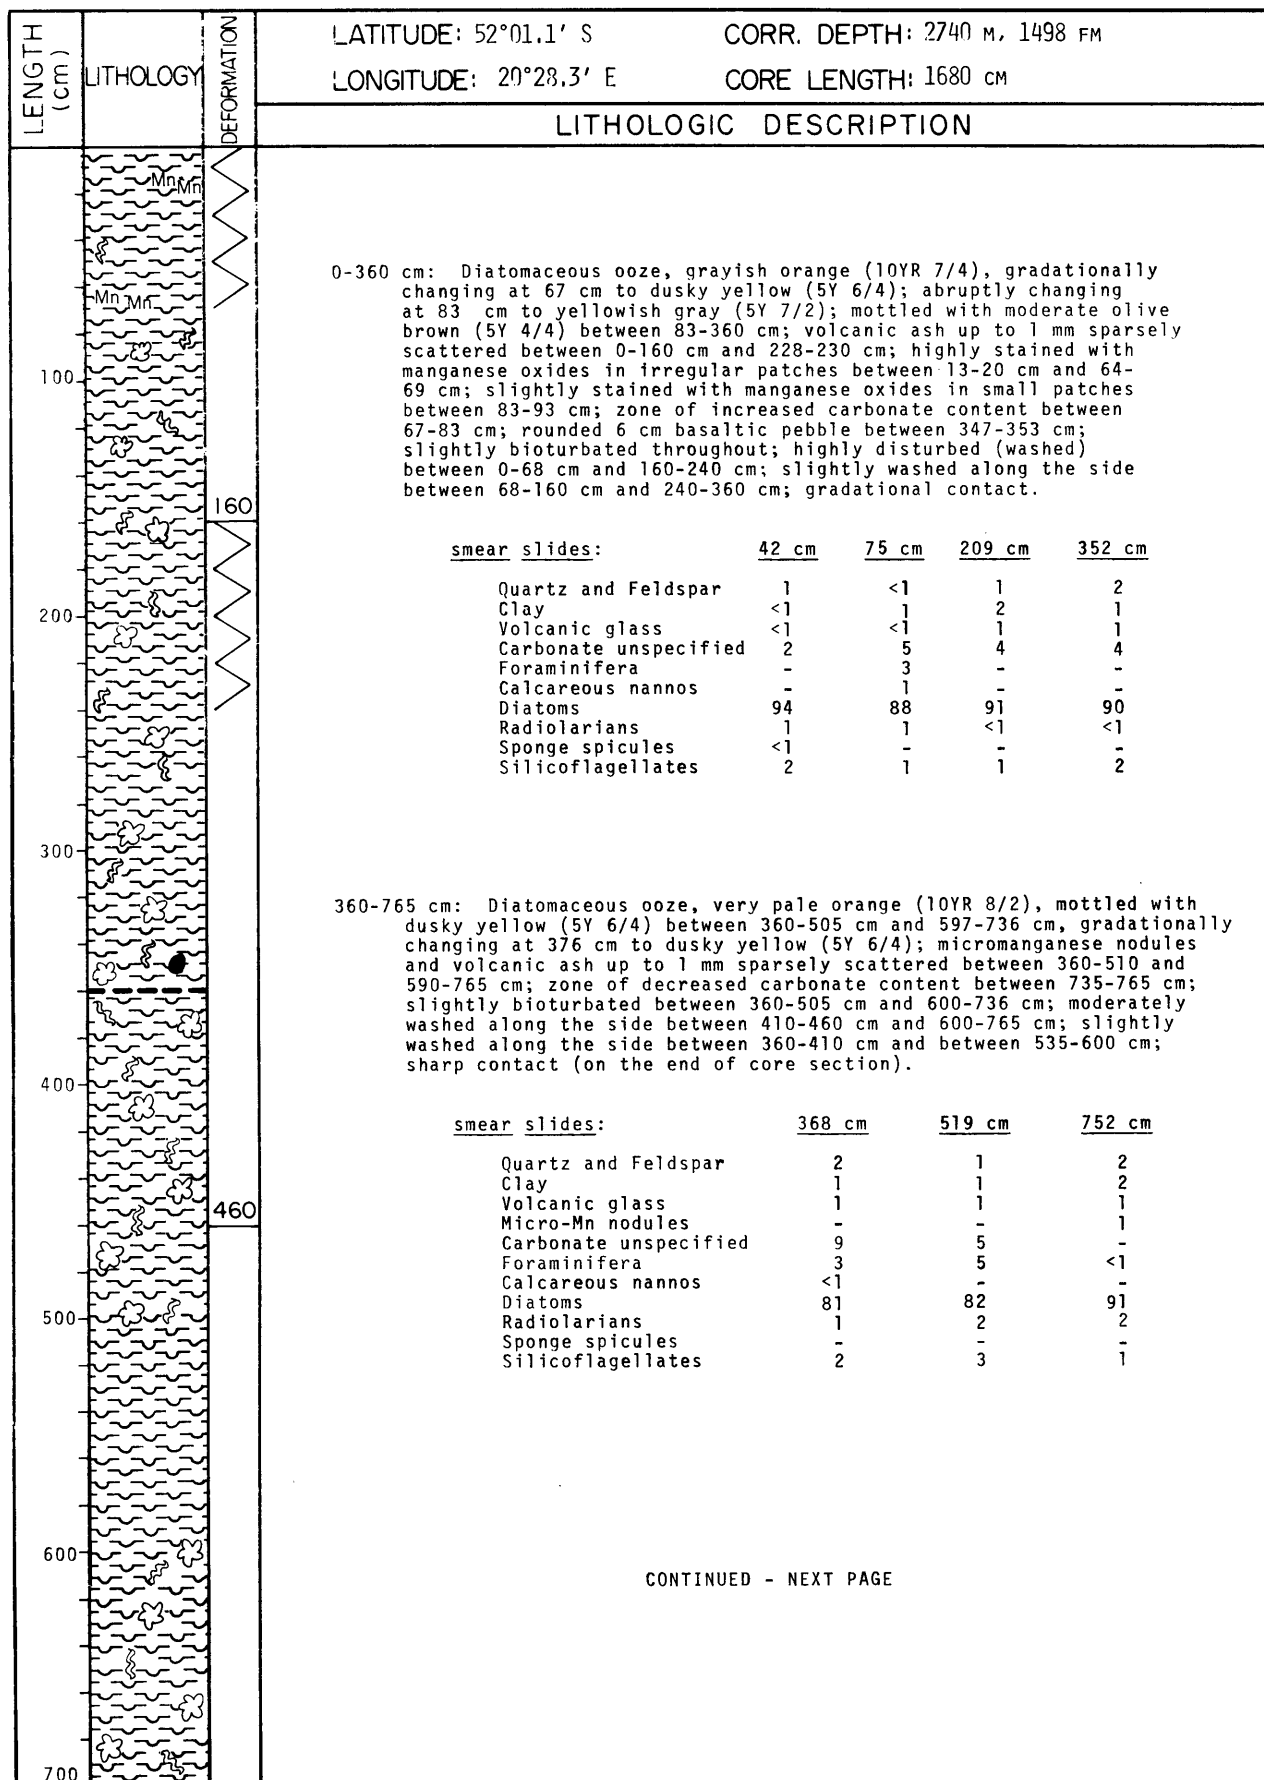 LENGTH (cm)
LITHOLOGY
DEFORMATION
LATITUDE: 52°01.1' S CORR. DEPTH: 2740 M, 1498 FM
LONGITUDE: 20°28.3' E CORE LENGTH: 1680 CM
LITHOLOGIC DESCRIPTION
Mn Mn
Mn Mn
100
160
200
300
400
460
500
600
700
0-360 cm: Diatomaceous ooze, grayish orange (10YR 7/4), gradationally
changing at 67 cm to dusky yellow (5Y 6/4); abruptly changing
at 83 cm to yellowish gray (5Y 7/2); mottled with moderate olive
brown (5Y 4/4) between 83-360 cm; volcanic ash up to 1 mm sparsely
scattered between 0-160 cm and 228-230 cm; highly stained with
manganese oxides in irregular patches between 13-20 cm and 64-
69 cm; slightly stained with manganese oxides in small patches
between 83-93 cm; zone of increased carbonate content between
67-83 cm; rounded 6 cm basaltic pebble between 347-353 cm;
slightly bioturbated throughout; highly disturbed (washed)
between 0-68 cm and 160-240 cm; slightly washed along the side
between 68-160 cm and 240-360 cm; gradational contact.
smear slides: 42 cm 75 cm 209 cm 352 cm
Quartz and Feldspar 1 <1 1 2
Clay <1 1 2 1
Volcanic glass <1 <1 1 1
Carbonate unspecified 2 5 4 4
Foraminifera - 3 - -
Calcareous nannos - 1 - -
Diatoms 94 88 91 90
Radiolarians 1 1 <1 <1
Sponge spicules <1 - - -
Silicoflagellates 2 1 1 2
360-765 cm: Diatomaceous ooze, very pale orange (10YR 8/2), mottled with
dusky yellow (5Y 6/4) between 360-505 cm and 597-736 cm, gradationally
changing at 376 cm to dusky yellow (5Y 6/4); micromanganese nodules
and volcanic ash up to 1 mm sparsely scattered between 360-510 and
590-765 cm; zone of decreased carbonate content between 735-765 cm;
slightly bioturbated between 360-505 cm and 600-736 cm; moderately
washed along the side between 410-460 cm and 600-765 cm; slightly
washed along the side between 360-410 cm and between 535-600 cm;
sharp contact (on the end of core section).
smear slides: 368 cm 519 cm 752 cm
Quartz and Feldspar 2 1 2
Clay 1 1 2
Volcanic glass 1 1 1
Micro-Mn nodules - - 1
Carbonate unspecified 9 5 -
Foraminifera 3 5 <1
Calcareous nannos <1 - -
Diatoms 81 82 91
Radiolarians 1 2 2
Sponge spicules - - -
Silicoflagellates 2 3 1
CONTINUED - NEXT PAGE